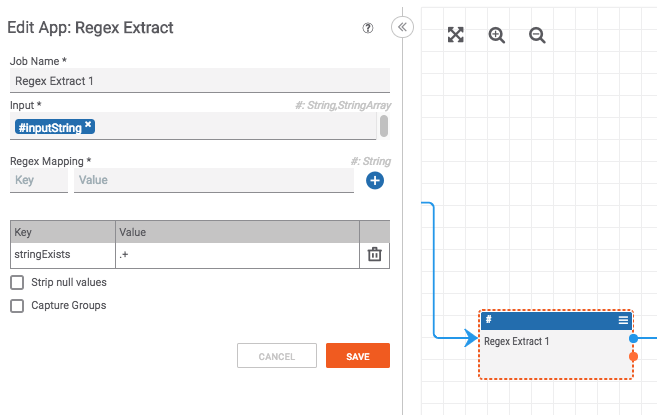 Edit App: Regex Extract
?
Job Name *
Regex Extract 1
Input * #: String,StringArray
#inputString ×
Regex Mapping * #: String
Key Value
Key Value
stringExists .+
Strip null values
Capture Groups
CANCEL SAVE
#
Regex Extract 1